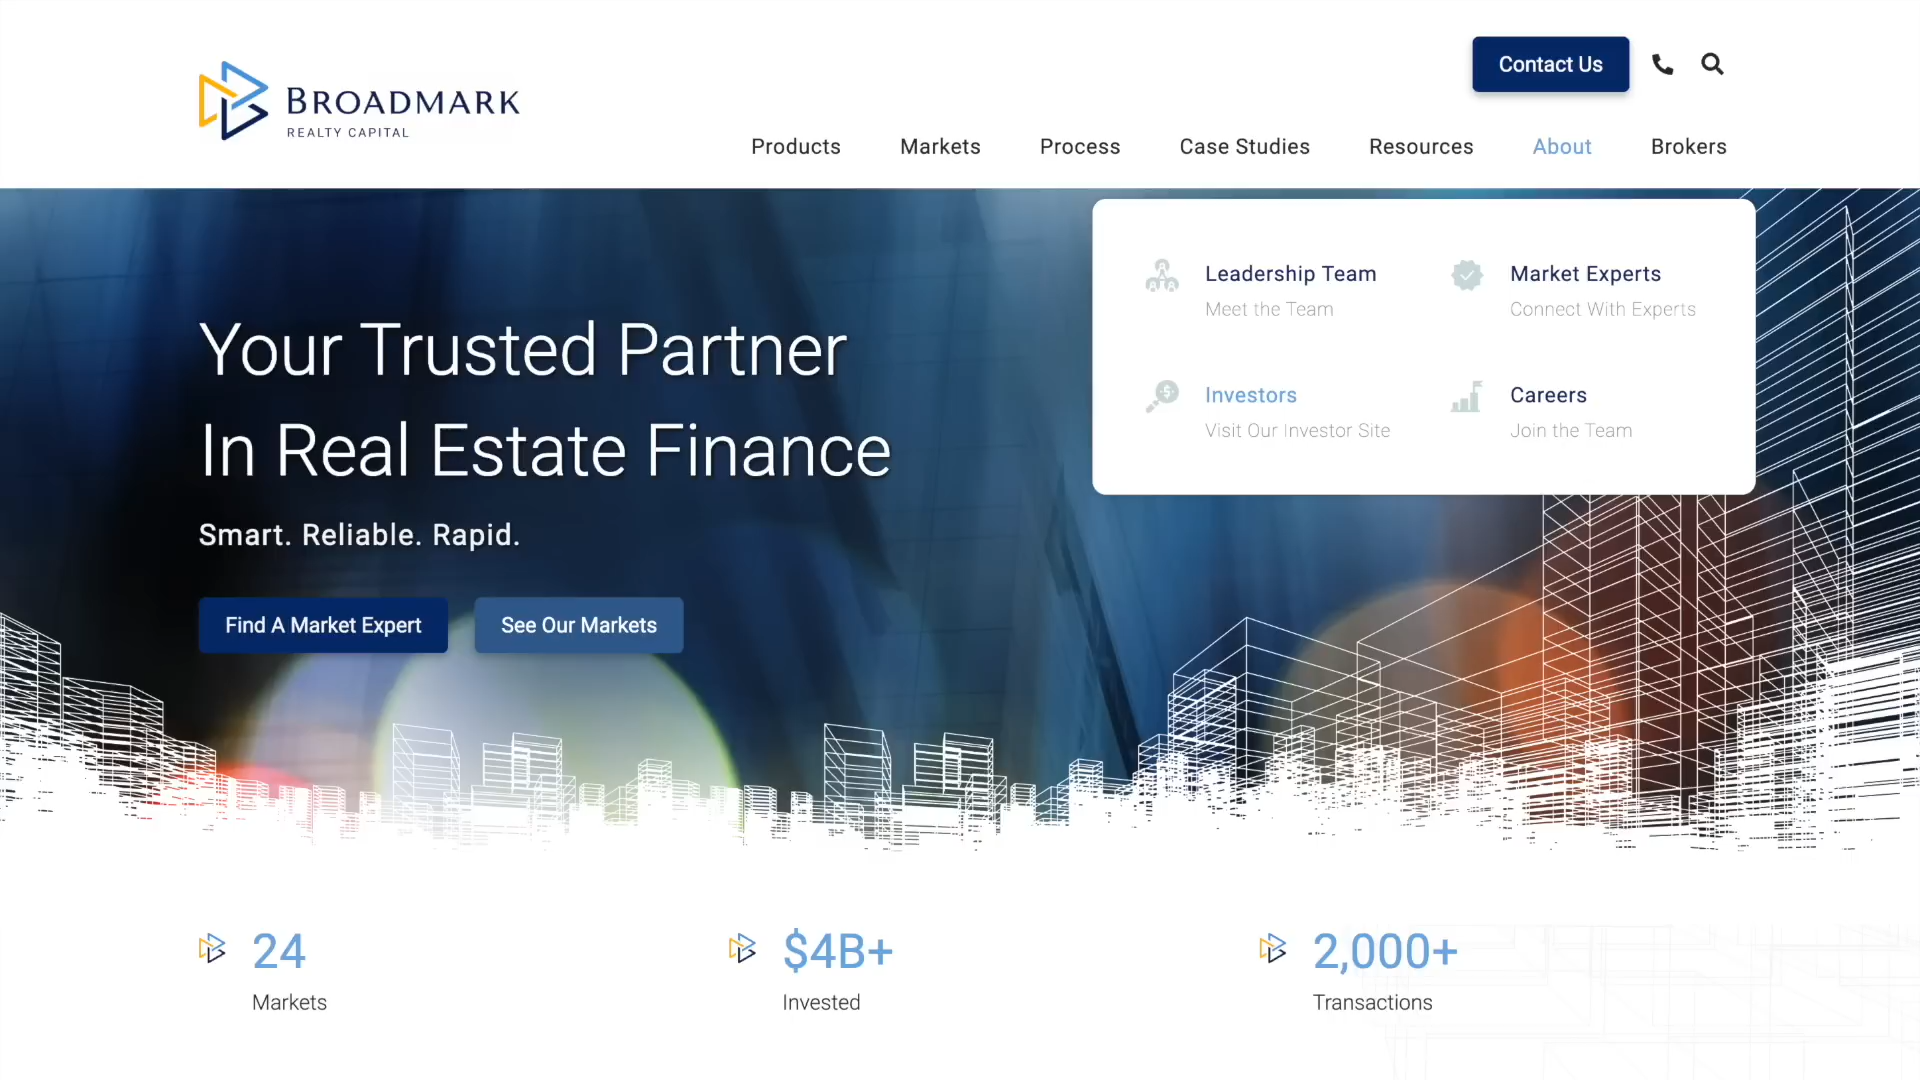 Contact Us
BROADMARK
REALTY CAPITAL
Products Markets Process Case Studies Resources About Brokers
Leadership Team
Meet the Team
Market Experts
Connect With Experts
Investors
Visit Our Investor Site
Careers
Join the Team
Your Trusted Partner
In Real Estate Finance
Smart. Reliable. Rapid.
Find A Market Expert
See Our Markets
24
Markets
$4B+
Invested
2,000+
Transactions